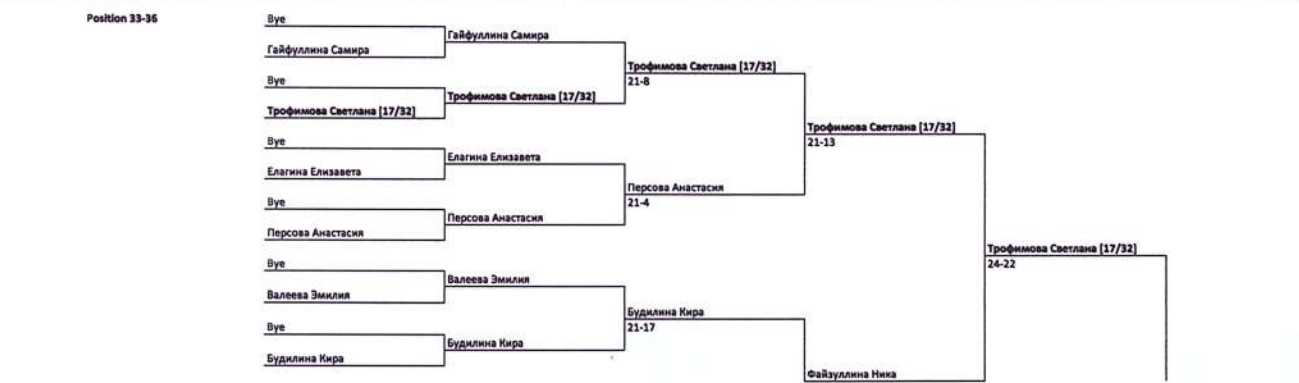 Position 33-36
Bye
Гайфуллина Самира
Гайфуллина Самира
Трофимова Светлана [17/32]
21-8
Bye
Трофимова Светлана [17/32]
Трофимова Светлана [17/32]
Трофимова Светлана [17/32]
21-13
Bye
Елагина Елизавета
Елагина Елизавета
Персова Анастасия
21-4
Bye
Персова Анастасия
Персова Анастасия
Трофимова Светлана [17/32]
24-22
Bye
Валеева Эмилия
Валеева Эмилия
Будилина Кира
21-17
Bye
Будилина Кира
Будилина Кира
Файзуллина Ника